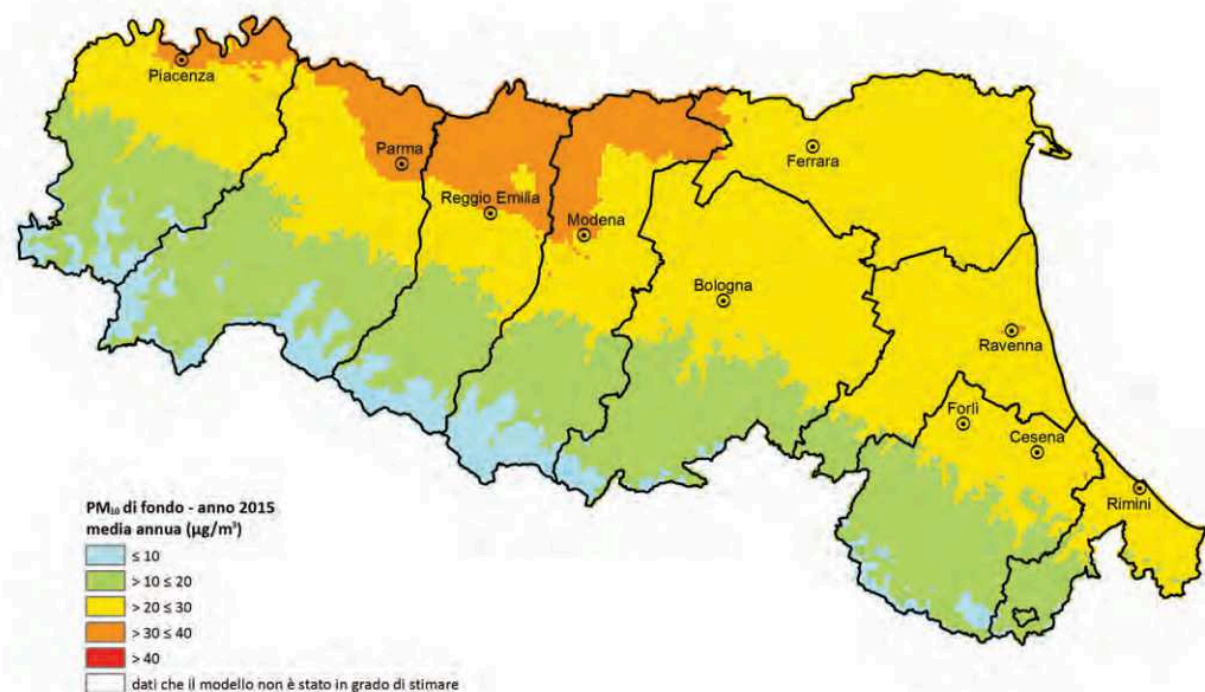 Piacenza
Parma
Ferrara
Reggio Emilia
Modena
Bologna
Ravenna
Forlì
Cesena
Rimini
PM₁₀ di fondo - anno 2015
media annua (µg/m³)
≤ 10
> 10 ≤ 20
> 20 ≤ 30
> 30 ≤ 40
> 40
dati che il modello non è stato in grado di stimare